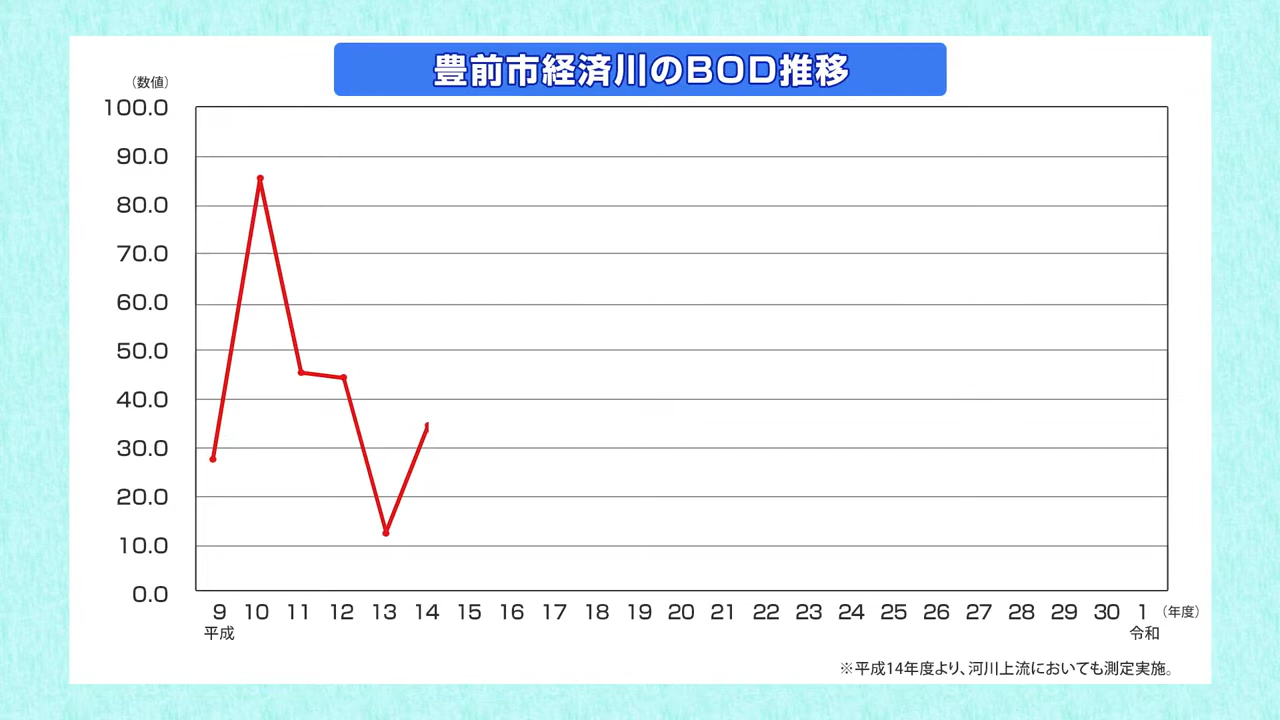 豊前市経済川のBOD推移
（数値）
100.0
90.0
80.0
70.0
60.0
50.0
40.0
30.0
20.0
10.0
0.0
9 10 11 12 13 14 15 16 17 18 19 20 21 22 23 24 25 26 27 28 29 30 1 （年度）
平成 令和
※平成14年度より、河川上流においても測定実施。